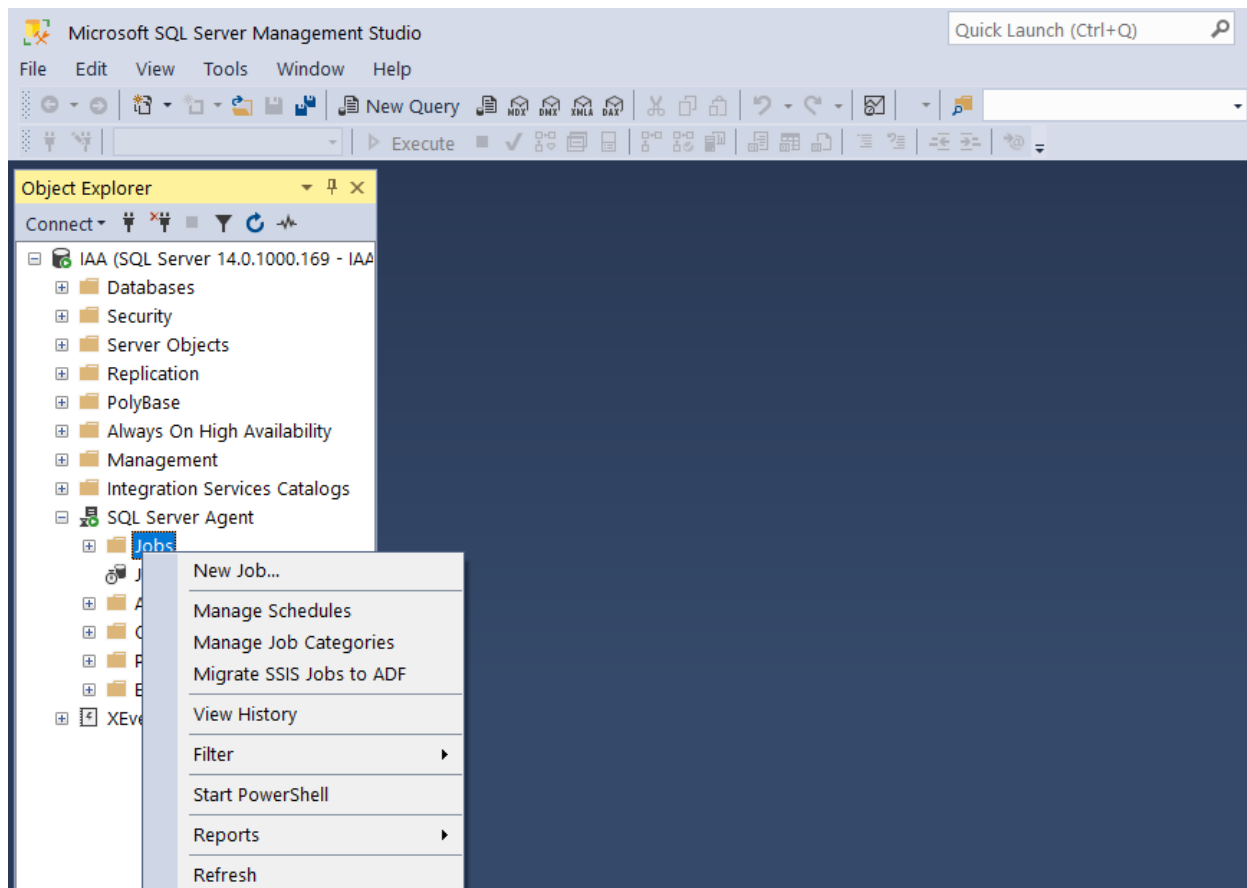 Microsoft SQL Server Management Studio
Quick Launch (Ctrl+Q)
File Edit View Tools Window Help
New Query MDX DMX XMLA DAX
Execute
Object Explorer
Connect
IAA (SQL Server 14.0.1000.169 - IAA
Databases
Security
Server Objects
Replication
PolyBase
Always On High Availability
Management
Integration Services Catalogs
SQL Server Agent
Jobs
J
A
C
P
E
XEve
New Job...
Manage Schedules
Manage Job Categories
Migrate SSIS Jobs to ADF
View History
Filter
Start PowerShell
Reports
Refresh